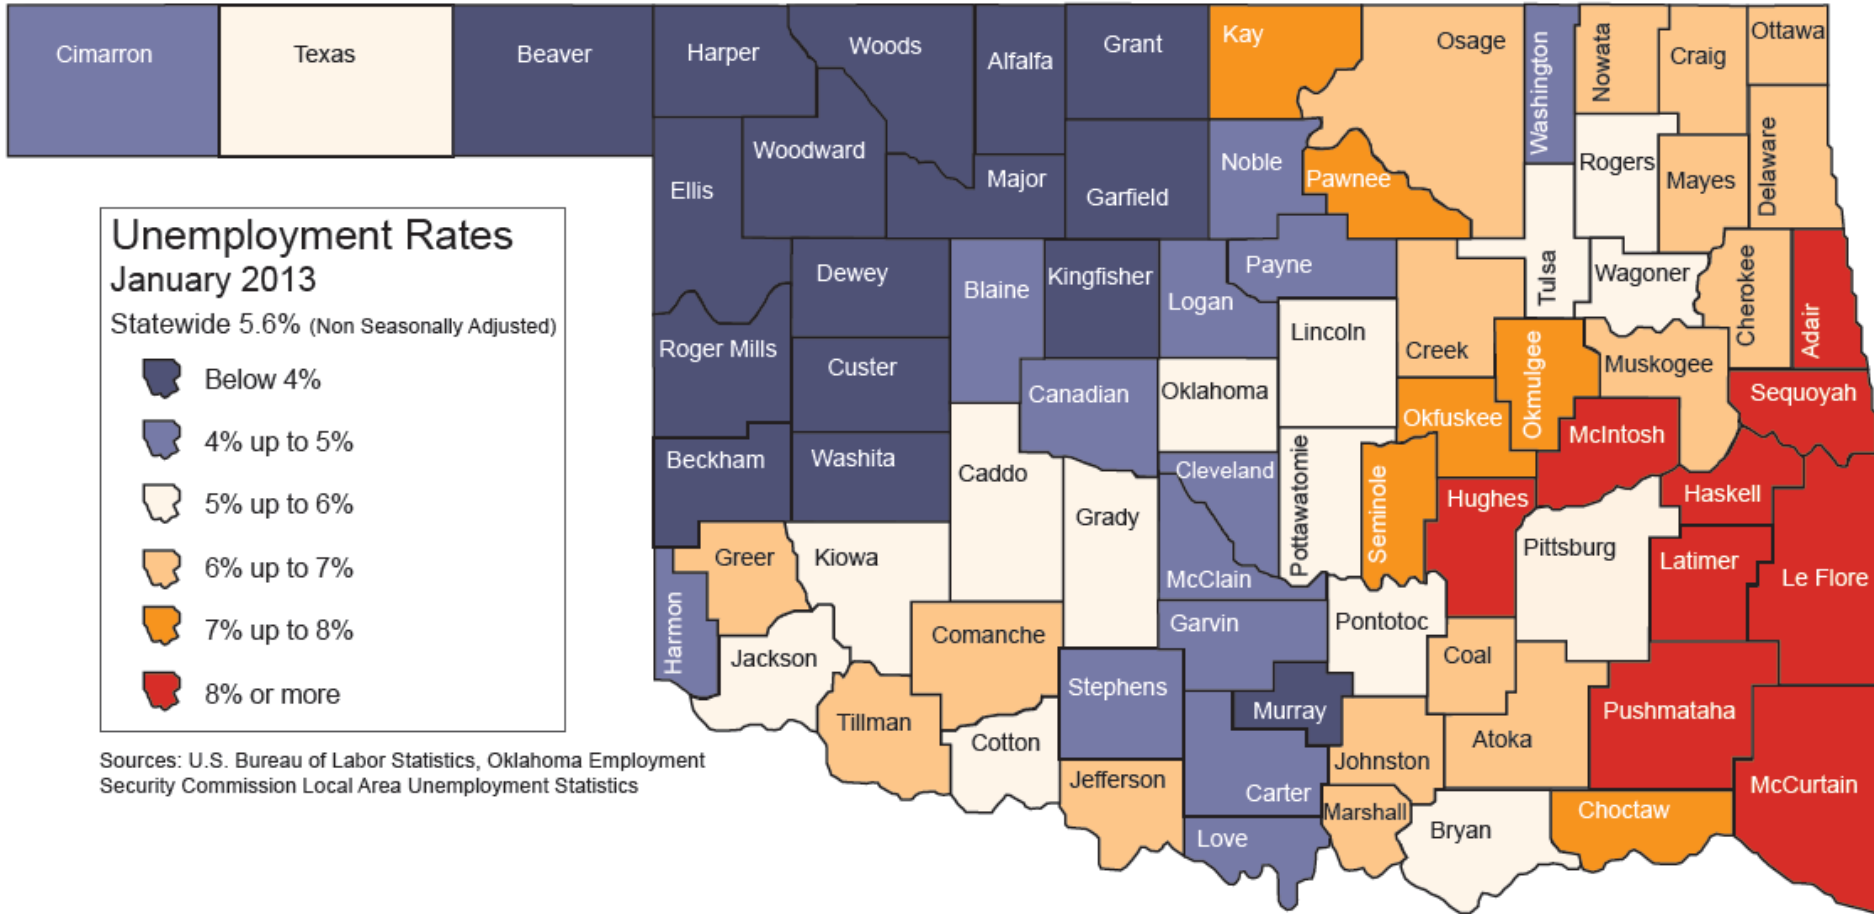 Cimarron
Texas
Beaver
Harper
Woods
Alfalfa
Grant
Kay
Osage
Washington
Nowata
Craig
Ottawa
Woodward
Ellis
Major
Garfield
Noble
Pawnee
Rogers
Mayes
Delaware
Unemployment Rates
January 2013
Statewide 5.6% (Non Seasonally Adjusted)
Below 4%
4% up to 5%
5% up to 6%
6% up to 7%
7% up to 8%
8% or more
Sources: U.S. Bureau of Labor Statistics, Oklahoma Employment
Security Commission Local Area Unemployment Statistics
Dewey
Blaine
Kingfisher
Logan
Payne
Tulsa
Wagoner
Cherokee
Adair
Roger Mills
Custer
Canadian
Oklahoma
Lincoln
Creek
Okmulgee
Muskogee
Sequoyah
Beckham
Washita
Caddo
Grady
Cleveland
Pottawatomie
Seminole
Okfuskee
McIntosh
Hughes
Haskell
Greer
Kiowa
McClain
Pittsburg
Latimer
Le Flore
Harmon
Jackson
Comanche
Garvin
Pontotoc
Coal
Tillman
Cotton
Stephens
Murray
Johnston
Atoka
Pushmataha
Jefferson
Carter
Marshall
Love
Bryan
Choctaw
McCurtain